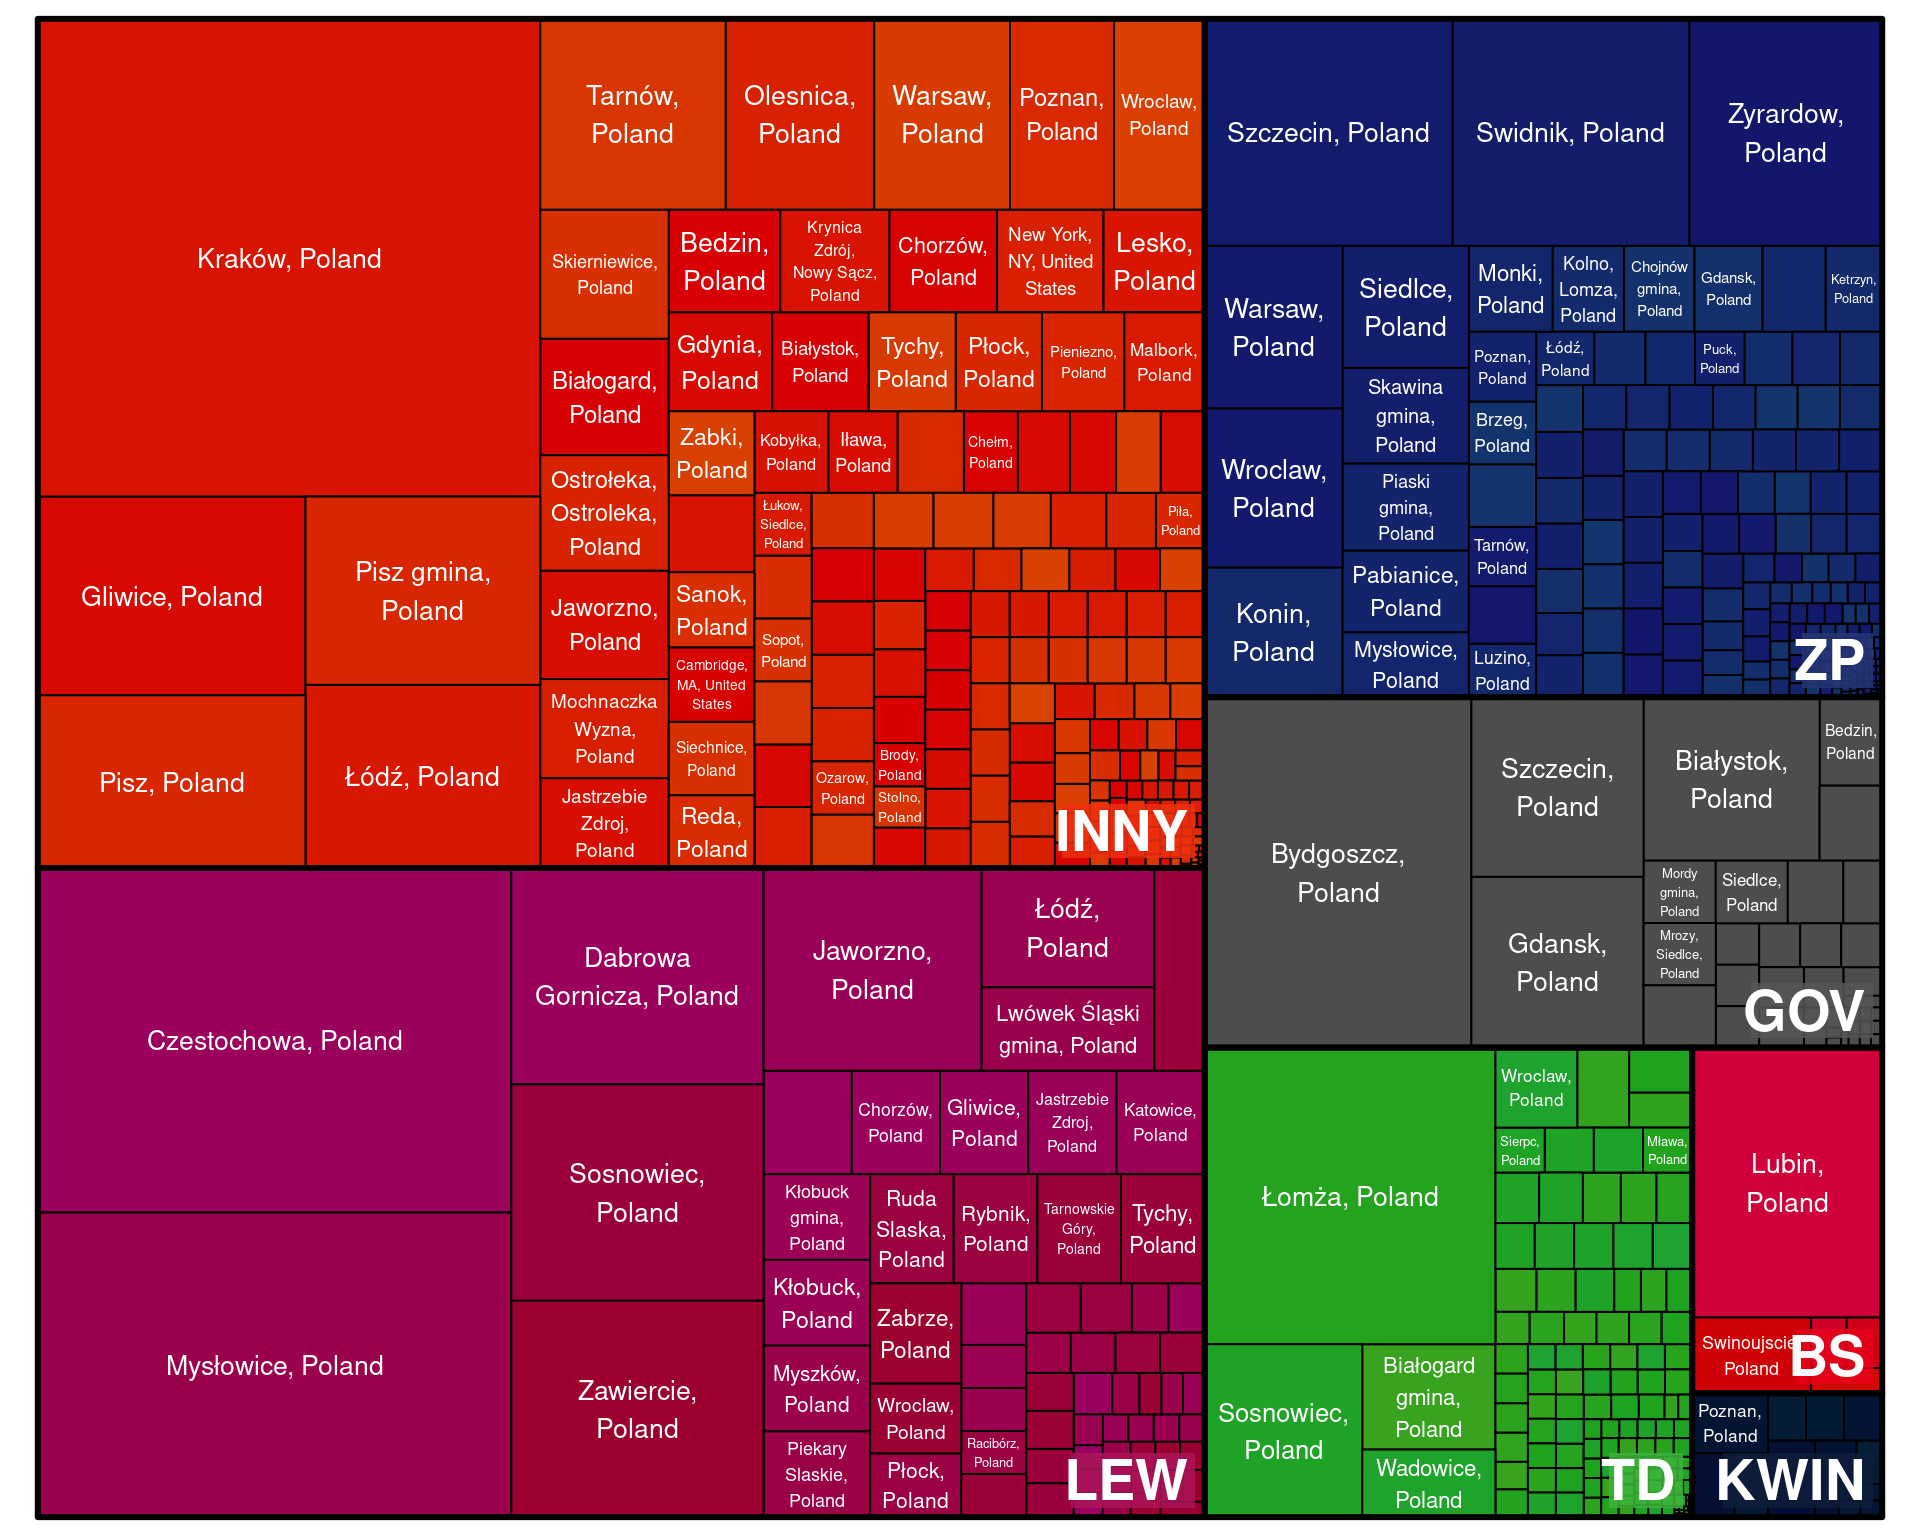 Kraków, Poland
Gliwice, Poland
Pisz gmina,
Poland
Pisz, Poland
Łódź, Poland
Tarnów,
Poland
Olesnica,
Poland
Warsaw,
Poland
Poznan,
Poland
Wroclaw,
Poland
Skierniewice,
Poland
Bedzin,
Poland
Krynica
Zdrój,
Nowy Sącz,
Poland
Chorzów,
Poland
New York,
NY, United
States
Lesko,
Poland
Białogard,
Poland
Gdynia,
Poland
Białystok,
Poland
Tychy,
Poland
Płock,
Poland
Pieniezno,
Poland
Malbork,
Poland
Ostrołeka,
Ostroleka,
Poland
Zabki,
Poland
Kobyłka,
Poland
Iława,
Poland
Chełm,
Poland
Łukow,
Siedlce,
Poland
Piła,
Poland
Jaworzno,
Poland
Sanok,
Poland
Sopot,
Poland
Cambridge,
MA, United
States
Mochnaczka
Wyzna,
Poland
Siechnice,
Poland
Brody,
Poland
Ozarow,
Poland
Stolno,
Poland
Jastrzebie
Zdroj,
Poland
Reda,
Poland
INNY
Szczecin, Poland
Swidnik, Poland
Zyrardow,
Poland
Warsaw,
Poland
Siedlce,
Poland
Monki,
Poland
Kolno,
Lomza,
Poland
Chojnów
gmina,
Poland
Gdansk,
Poland
Ketrzyn,
Poland
Poznan,
Poland
Łódź,
Poland
Puck,
Poland
Skawina
gmina,
Poland
Brzeg,
Poland
Wroclaw,
Poland
Piaski
gmina,
Poland
Tarnów,
Poland
Konin,
Poland
Pabianice,
Poland
Mysłowice,
Poland
Luzino,
Poland
ZP
Bydgoszcz,
Poland
Szczecin,
Poland
Białystok,
Poland
Bedzin,
Poland
Gdansk,
Poland
Mordy
gmina,
Poland
Siedlce,
Poland
Mrozy,
Siedlce,
Poland
GOV
Czestochowa, Poland
Mysłowice, Poland
Dabrowa
Gornicza, Poland
Sosnowiec,
Poland
Zawiercie,
Poland
Jaworzno,
Poland
Łódź,
Poland
Lwówek Śląski
gmina, Poland
Chorzów,
Poland
Gliwice,
Poland
Jastrzebie
Zdroj,
Poland
Katowice,
Poland
Kłobuck
gmina,
Poland
Ruda
Slaska,
Poland
Rybnik,
Poland
Tarnowskie
Góry,
Poland
Tychy,
Poland
Kłobuck,
Poland
Zabrze,
Poland
Myszków,
Poland
Wroclaw,
Poland
Piekary
Slaskie,
Poland
Racibórz,
Poland
Płock,
Poland
LEW
Łomża, Poland
Wroclaw,
Poland
Sierpc,
Poland
Mława,
Poland
Sosnowiec,
Poland
Białogard
gmina,
Poland
Wadowice,
Poland
TD
Lubin,
Poland
Swinoujscie
Poland
BS
Poznan,
Poland
KWIN